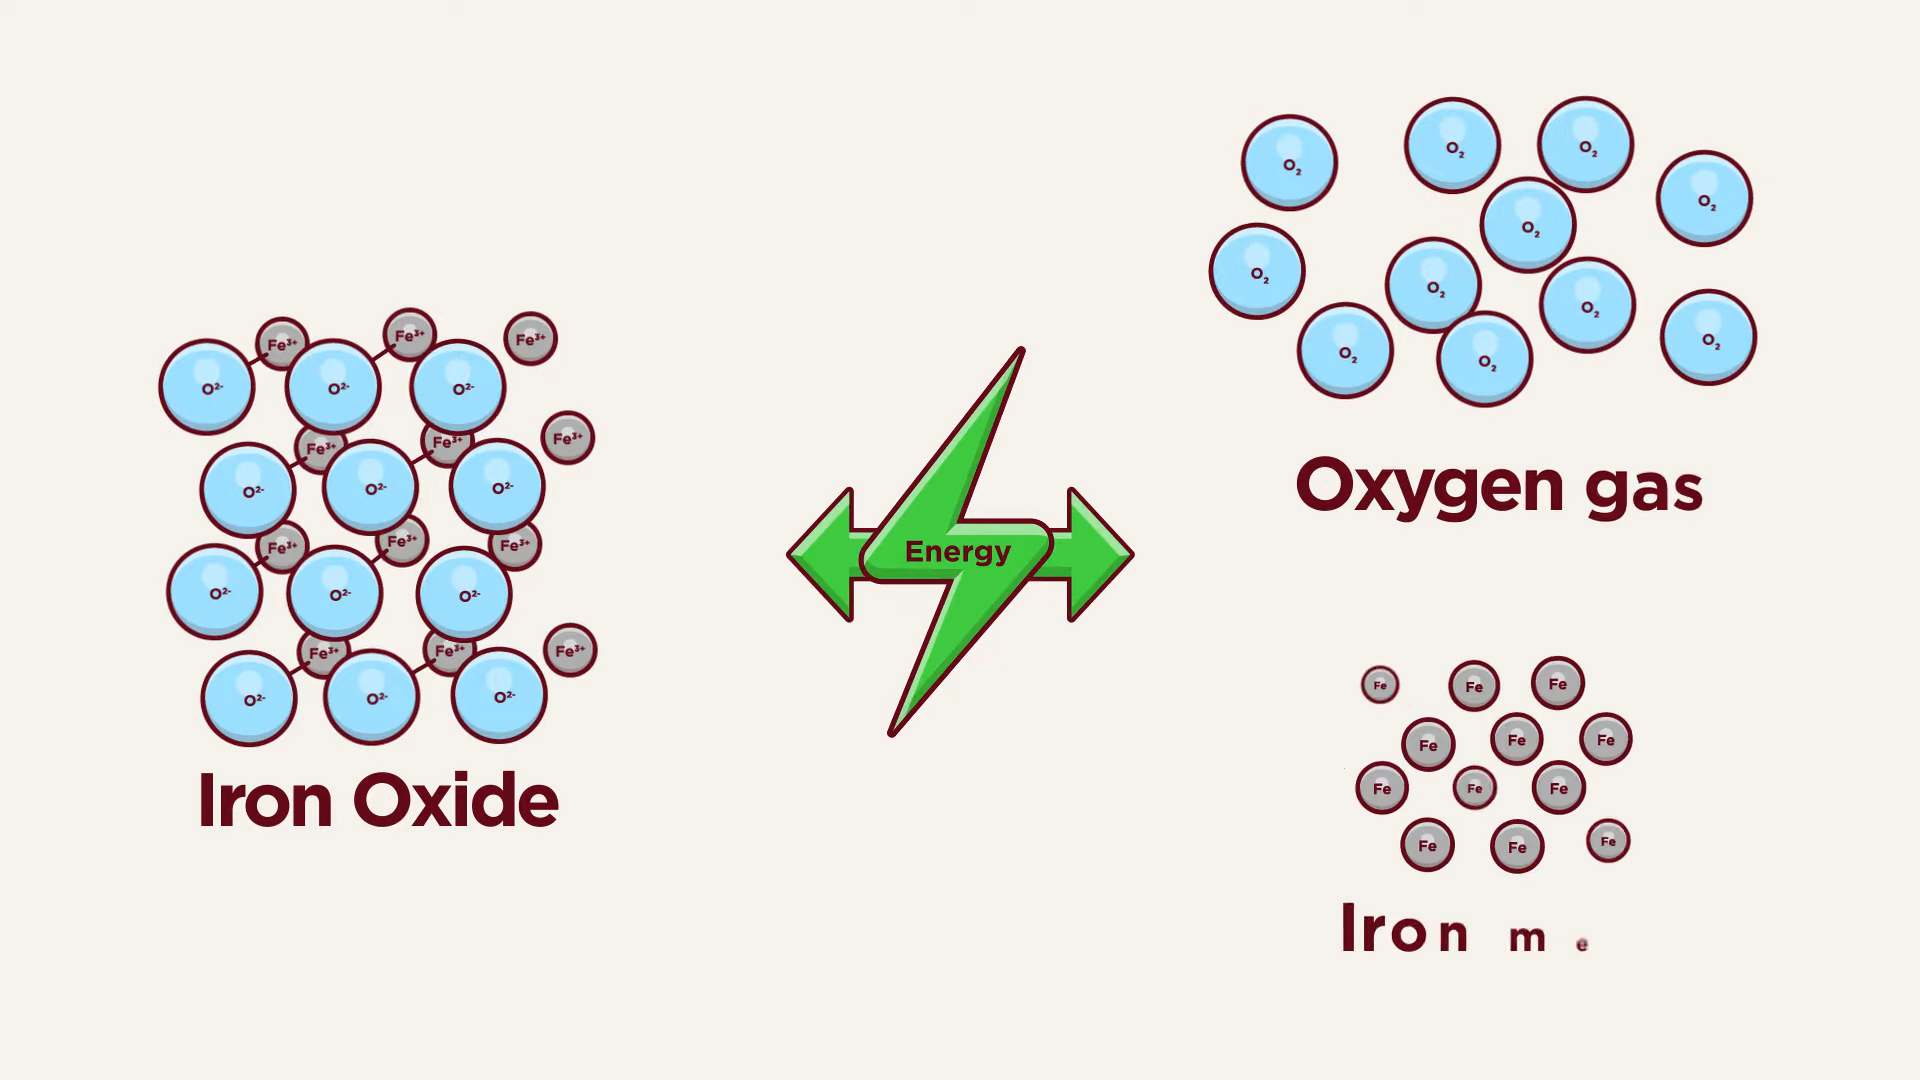 Fe³⁺ Fe³⁺ Fe³⁺
O²⁻ O²⁻ O²⁻
Fe³⁺ Fe³⁺ Fe³⁺
O²⁻ O²⁻ O²⁻
Fe³⁺ Fe³⁺ Fe³⁺
O²⁻ O²⁻ O²⁻
Fe³⁺ Fe³⁺ Fe³⁺
O²⁻ O²⁻ O²⁻
Iron Oxide
Energy
O₂ O₂ O₂
O₂ O₂
O₂ O₂ O₂
O₂ O₂ O₂
Oxygen gas
Fe Fe Fe
Fe Fe Fe
Fe Fe Fe
Fe Fe Fe
Iron m e